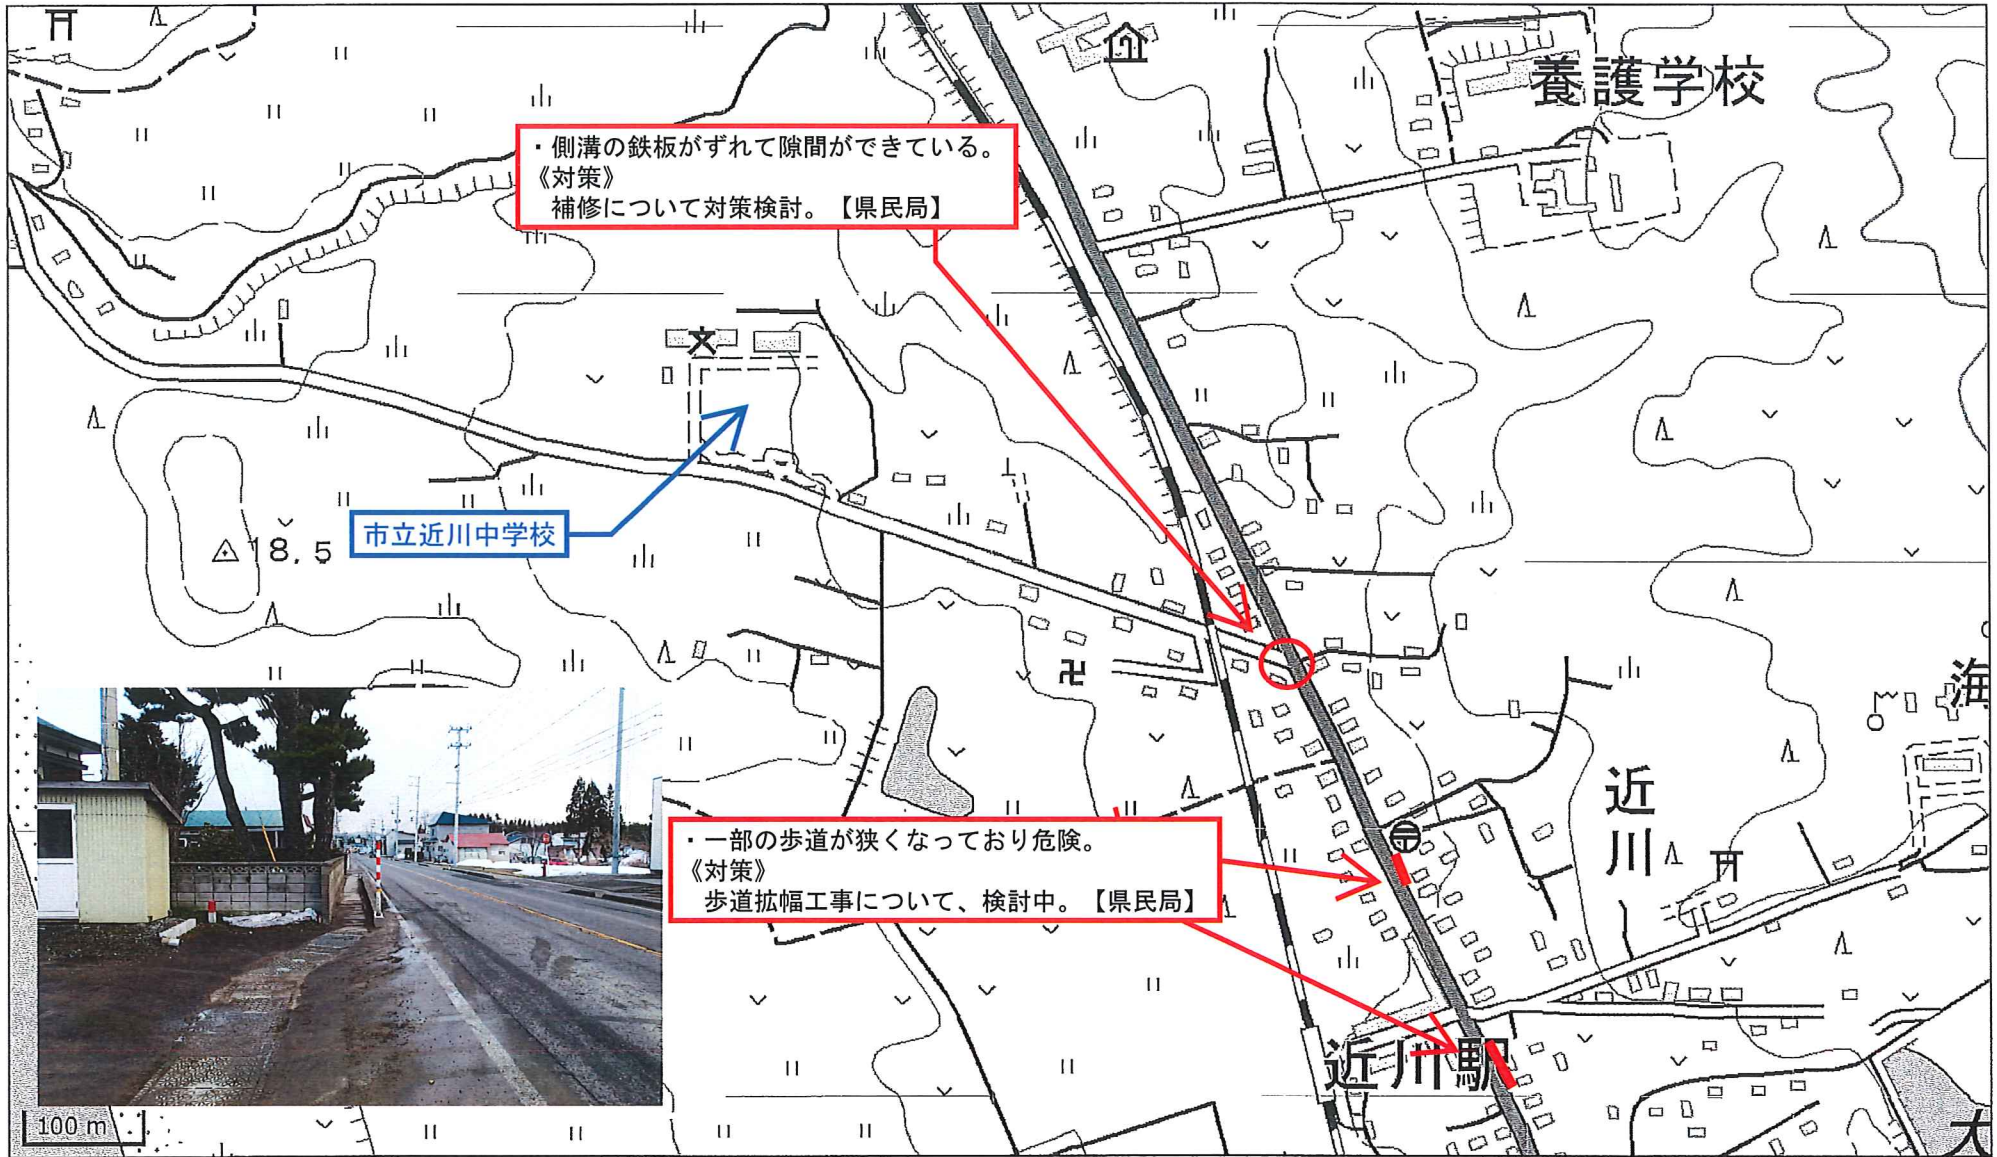 養護学校
・側溝の鉄板がずれて隙間ができている。
《対策》
補修について対策検討。【県民局】
市立近川中学校
18,5
海
近川
・一部の歩道が狭くなっており危険。
《対策》
歩道拡幅工事について、検討中。【県民局】
近川駅
100 m
大